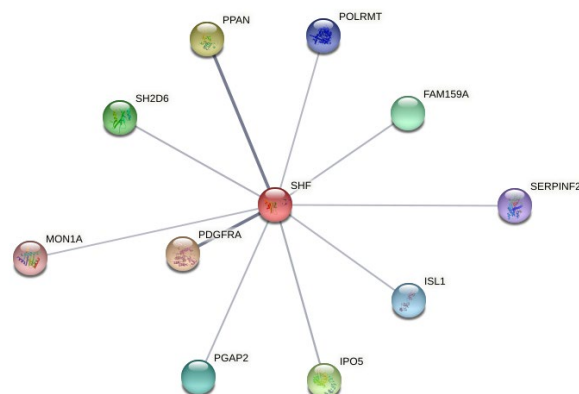 PPAN
POLRMT
SH2D6
FAM159A
SHF
SERPINF2
PDGFRA
MON1A
ISL1
PGAP2
IPO5